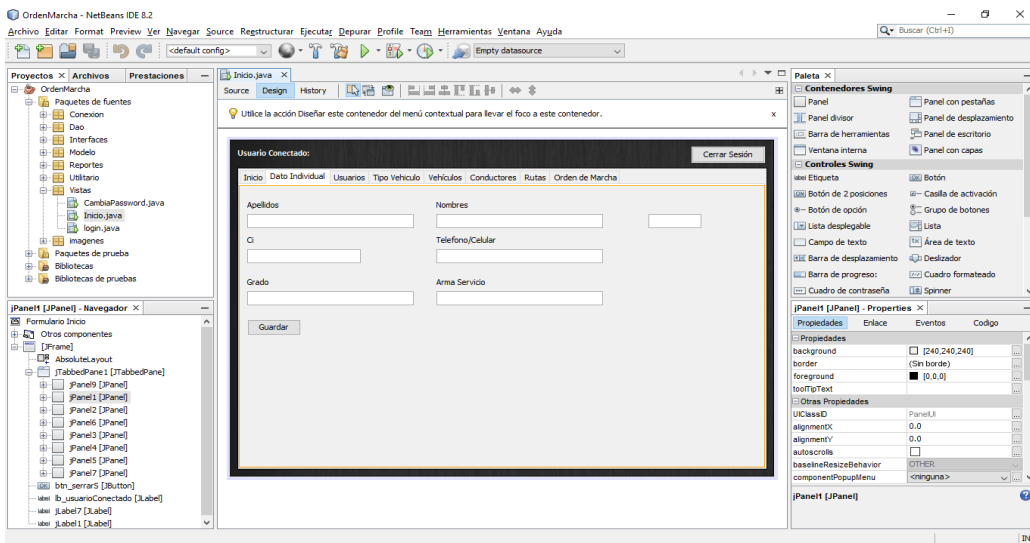 OrdenMarcha - NetBeans IDE 8.2
Archivo Editar Format Preview Ver Navegar Source Reestructurar Ejecutar Depurar Profile Team Herramientas Ventana Ayuda
Buscar (Ctrl+I)
<default config>
Empty datasource
Proyectos Archivos Prestaciones
OrdenMarcha
Paquetes de fuentes
Conexion
Dao
Interfaces
Modelo
Reportes
Utilitario
Vistas
CambiaPassword.java
Inicio.java
login.java
imagenes
Paquetes de prueba
Bibliotecas
Bibliotecas de pruebas
jPanel1 [JPanel] - Navegador
Formulario Inicio
Otros componentes
[JFrame]
AbsoluteLayout
jTabbedPane1 [JTabbedPane]
jPanel9 [JPanel]
jPanel1 [JPanel]
jPanel2 [JPanel]
jPanel6 [JPanel]
jPanel3 [JPanel]
jPanel4 [JPanel]
jPanel5 [JPanel]
jPanel7 [JPanel]
btn_serrarS [JButton]
lb_usuarioConectado [JLabel]
jLabel7 [JLabel]
jLabel1 [JLabel]
Inicio.java
Source Design History
Utilice la acción Diseñar este contenedor del menú contextual para llevar el foco a este contenedor. x
Usuario Conectado:
Cerrar Sesión
Inicio Dato Individual Usuarios Tipo Vehiculo Vehículos Conductores Rutas Orden de Marcha
Apellidos Nombres
Ci Telefono/Celular
Grado Arma Servicio
Guardar
Paleta
Contenedores Swing
Panel Panel con pestañas
Panel divisor Panel de desplazamiento
Barra de herramientas Panel de escritorio
Ventana interna Panel con capas
Controles Swing
label Etiqueta OK Botón
ON Botón de 2 posiciones Casilla de activación
Botón de opción Grupo de botones
Lista desplegable Lista
Campo de texto Área de texto
Barra de desplazamiento Deslizador
Barra de progreso: Cuadro formateado
Cuadro de contraseña Spinner
jPanel1 [JPanel] - Properties
Propiedades Enlace Eventos Codigo
Propiedades
background [240,240,240]
border (Sin borde)
foreground [0,0,0]
toolTipText
Otras Propiedades
UIClassID PanelUI
alignmentX 0.0
alignmentY 0.0
autoscrolls
baselineResizeBehavior OTHER
componentPopupMenu <ninguna>
jPanel1 [JPanel]
IN